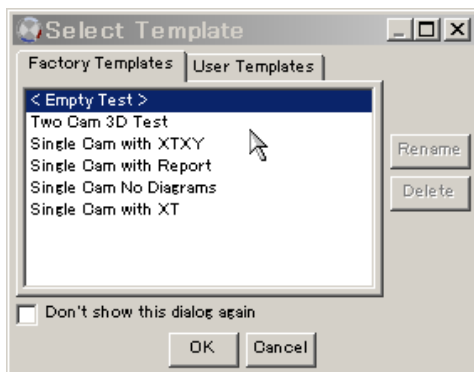 Select Template
Factory Templates
User Templates
< Empty Test >
Two Cam 3D Test
Single Cam with XTXY
Single Cam with Report
Single Cam No Diagrams
Single Cam with XT
Rename
Delete
Don't show this dialog again
OK
Cancel